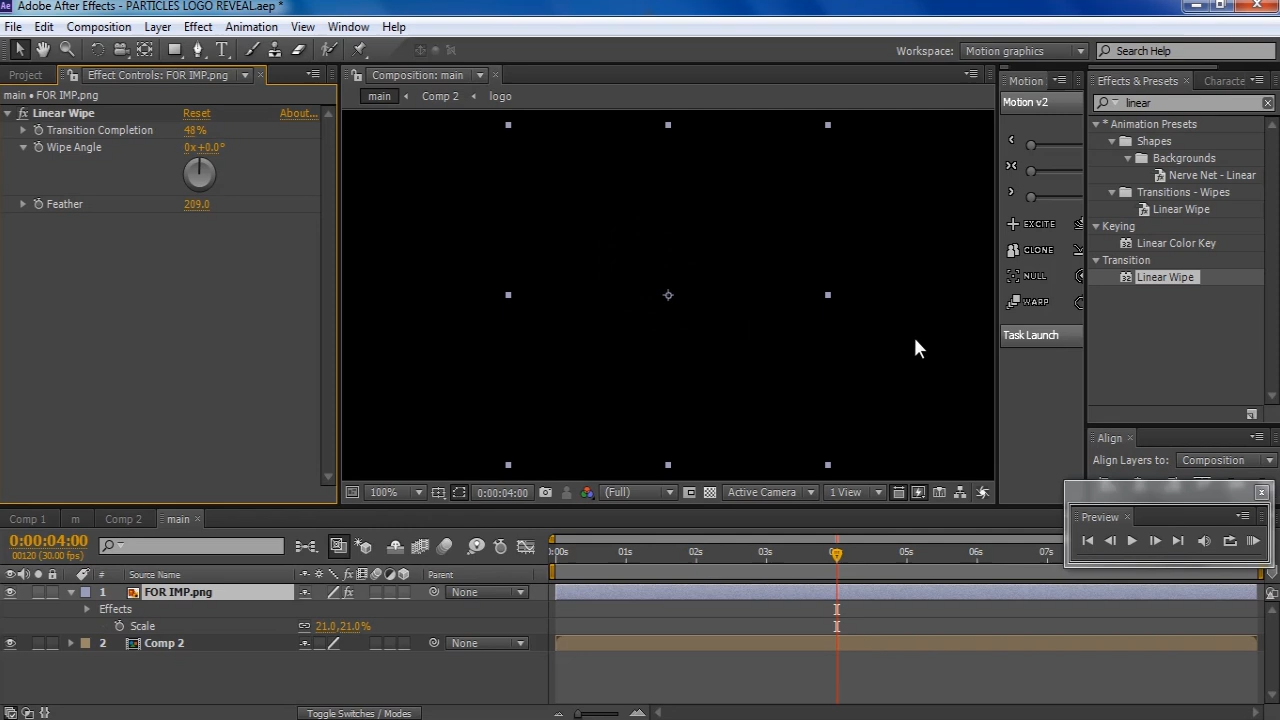 Adobe After Effects - PARTICLES LOGO REVEAL.aep *
File Edit Composition Layer Effect Animation View Window Help
Workspace: Motion graphics Search Help
Project Effect Controls: FOR IMP.png Composition: main Motion Effects & Presets Characte
main • FOR IMP.png main Comp 2 logo Motion v2 linear
fx Linear Wipe Reset About...
Transition Completion 48%
Wipe Angle 0x+0.0°
Feather 209.0
EXCITE
CLONE
NULL
WARP
Task Launch
* Animation Presets
Shapes
Backgrounds
Nerve Net - Linear
Transitions - Wipes
Linear Wipe
Keying
Linear Color Key
Transition
Linear Wipe
Align
Align Layers to: Composition
100% 0:00:04:00 (Full) Active Camera 1 View
Preview
Comp 1 m Comp 2 main
0:00:04:00
00120 (30.00 fps)
0:00s 01s 02s 03s 05s 06s 07s
# Source Name fx Parent
1 FOR IMP.png fx None
Effects
Scale 21.0,21.0%
2 Comp 2 None
Toggle Switches / Modes